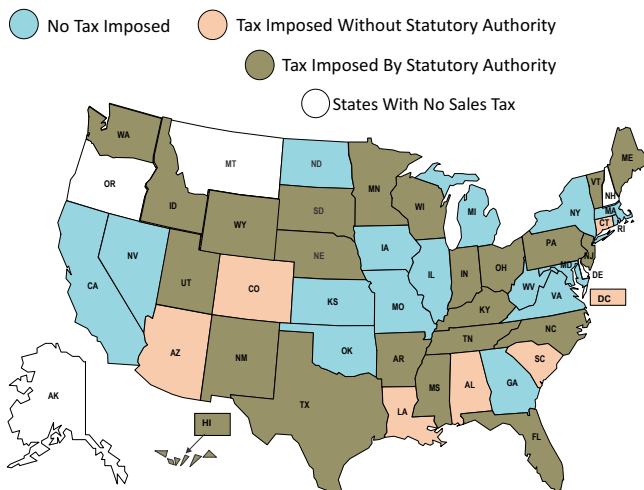 No Tax Imposed
Tax Imposed Without Statutory Authority
Tax Imposed By Statutory Authority
States With No Sales Tax
WA
MT
ND
MN
ME
OR
ID
WY
SD
WI
MI
VT
NH
NY
MA
CT
RI
NV
CA
UT
CO
NE
KS
IA
MO
IL
IN
OH
PA
NJ
MD
DE
WV
VA
DC
KY
AZ
NM
OK
AR
TN
NC
SC
TX
LA
MS
AL
GA
FL
AK
HI